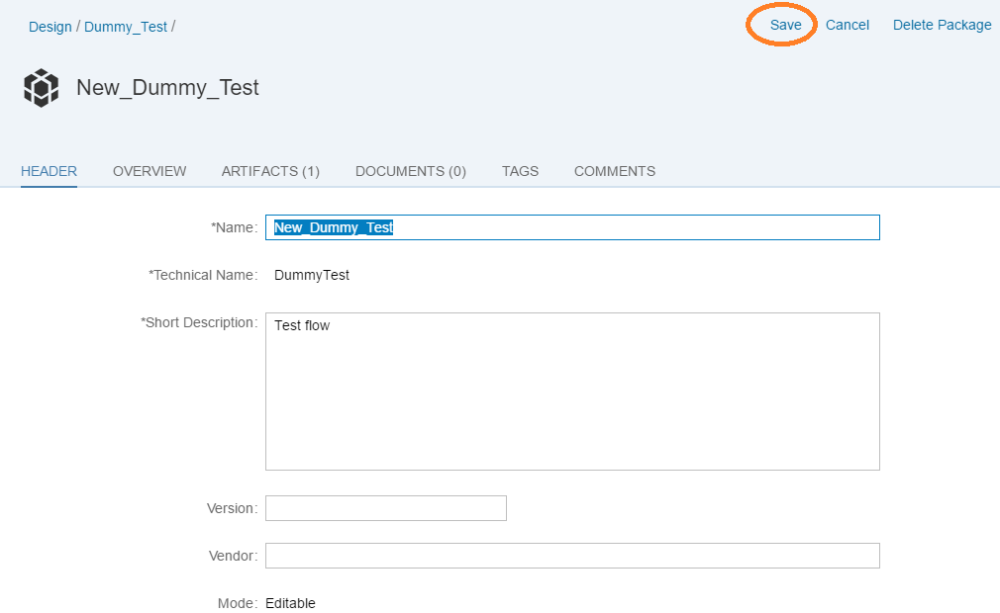 Design / Dummy_Test /
Save Cancel Delete Package
New_Dummy_Test
HEADER OVERVIEW ARTIFACTS (1) DOCUMENTS (0) TAGS COMMENTS
*Name: New_Dummy_Test
*Technical Name: DummyTest
*Short Description: Test flow
Version:
Vendor:
Mode: Editable